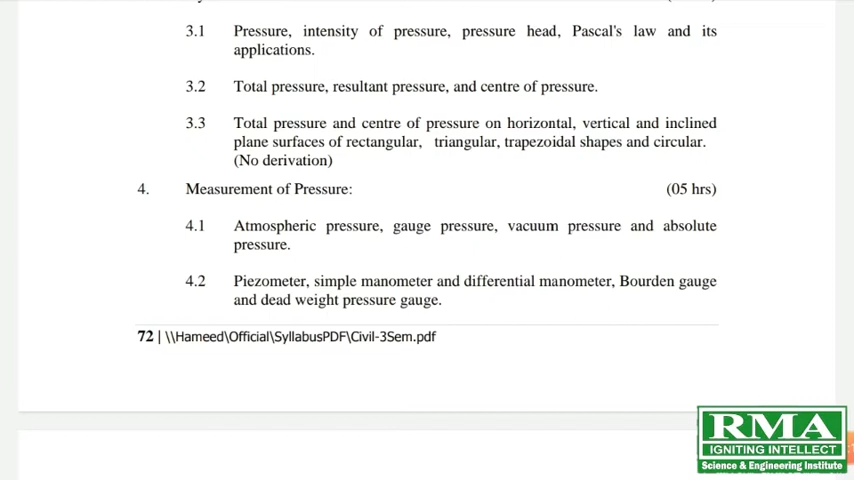 3.1 Pressure, intensity of pressure, pressure head, Pascal's law and its
applications.
3.2 Total pressure, resultant pressure, and centre of pressure.
3.3 Total pressure and centre of pressure on horizontal, vertical and inclined
plane surfaces of rectangular, triangular, trapezoidal shapes and circular.
(No derivation)
4. Measurement of Pressure: (05 hrs)
4.1 Atmospheric pressure, gauge pressure, vacuum pressure and absolute
pressure.
4.2 Piezometer, simple manometer and differential manometer, Bourden gauge
and dead weight pressure gauge.
72 | \\Hameed\Official\SyllabusPDF\Civil-3Sem.pdf
RMA
IGNITING INTELLECT
Science & Engineering Institute